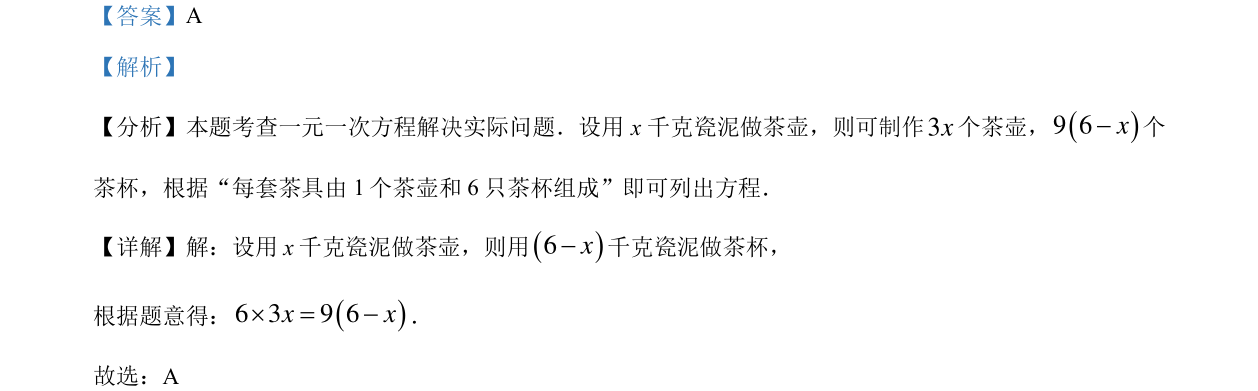 【答案】A
【解析】
【分析】本题考查一元一次方程解决实际问题．设用 x 千克瓷泥做茶壶，则可制作3x个茶壶，9(6−x)个
茶杯，根据“每套茶具由 1 个茶壶和 6 只茶杯组成”即可列出方程．
【详解】解：设用 x 千克瓷泥做茶壶，则用(6−x)千克瓷泥做茶杯，
根据题意得：6×3x=9(6−x)．
故选：A